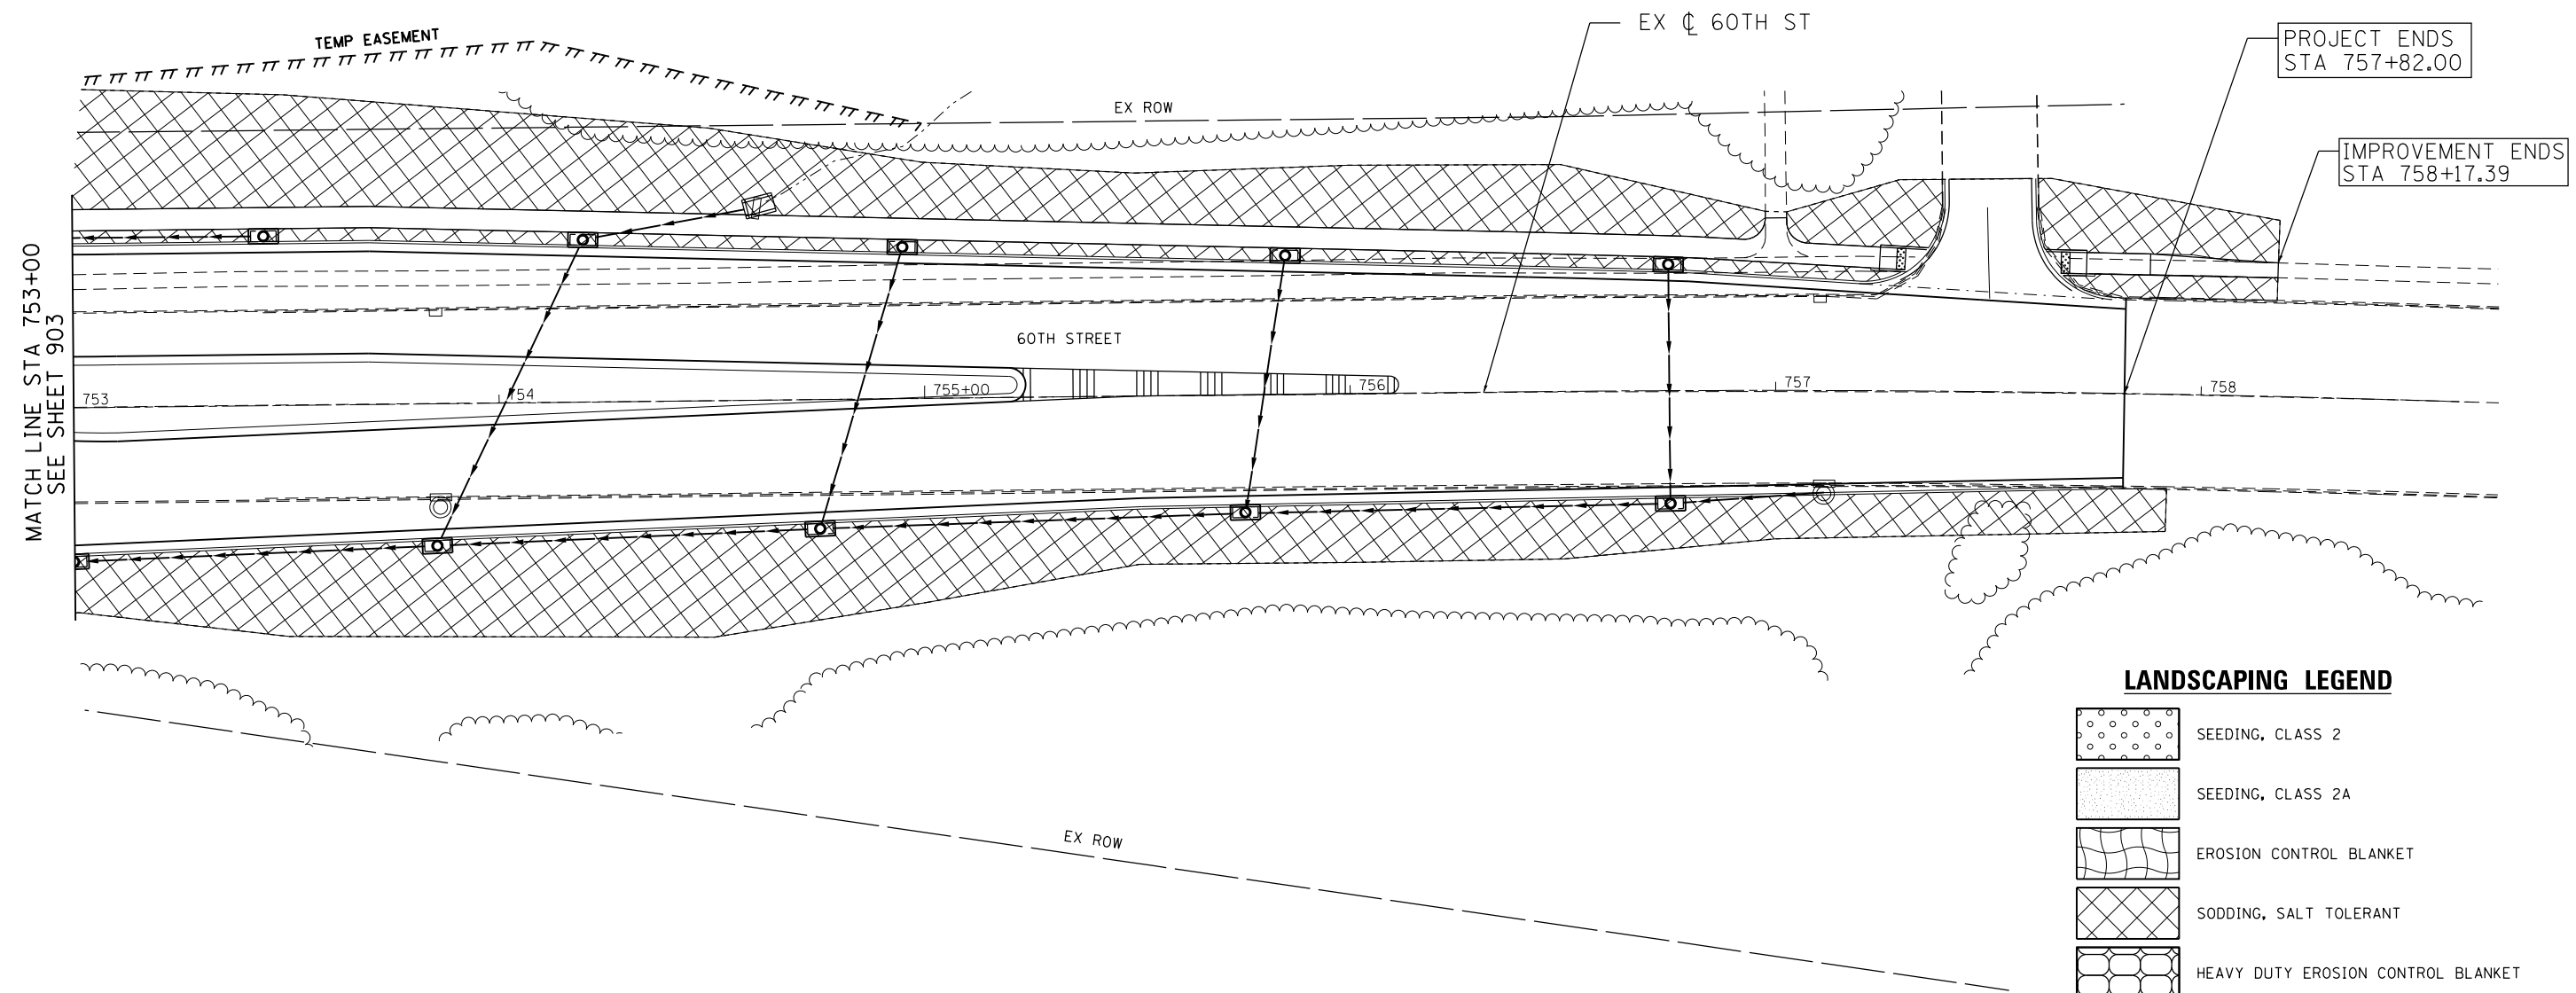 TEMP EASEMENT
EX ROW
EX ℄ 60TH ST
PROJECT ENDS
STA 757+82.00
IMPROVEMENT ENDS
STA 758+17.39
MATCH LINE STA 753+00
SEE SHEET 903
60TH STREET
753
754
755+00
756
757
758
EX ROW
LANDSCAPING LEGEND
SEEDING, CLASS 2
SEEDING, CLASS 2A
EROSION CONTROL BLANKET
SODDING, SALT TOLERANT
HEAVY DUTY EROSION CONTROL BLANKET